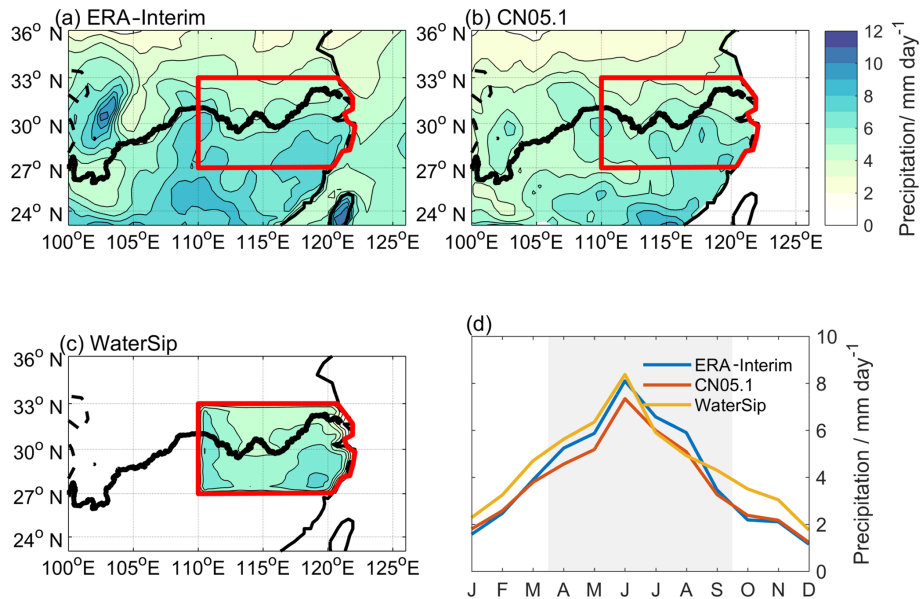 (a) ERA-Interim
36° N
33° N
30° N
27° N
24° N
100°E 105°E 110°E 115°E 120°E 125°E
(b) CN05.1
36° N
33° N
30° N
27° N
24° N
100°E 105°E 110°E 115°E 120°E 125°E
12
10
8
6
4
2
0
Precipitation/ mm day⁻¹
(c) WaterSip
36° N
33° N
30° N
27° N
24° N
100°E 105°E 110°E 115°E 120°E 125°E
(d)
ERA-Interim
CN05.1
WaterSip
10
8
6
4
2
0
Precipitation / mm day⁻¹
J F M A M J J A S O N D